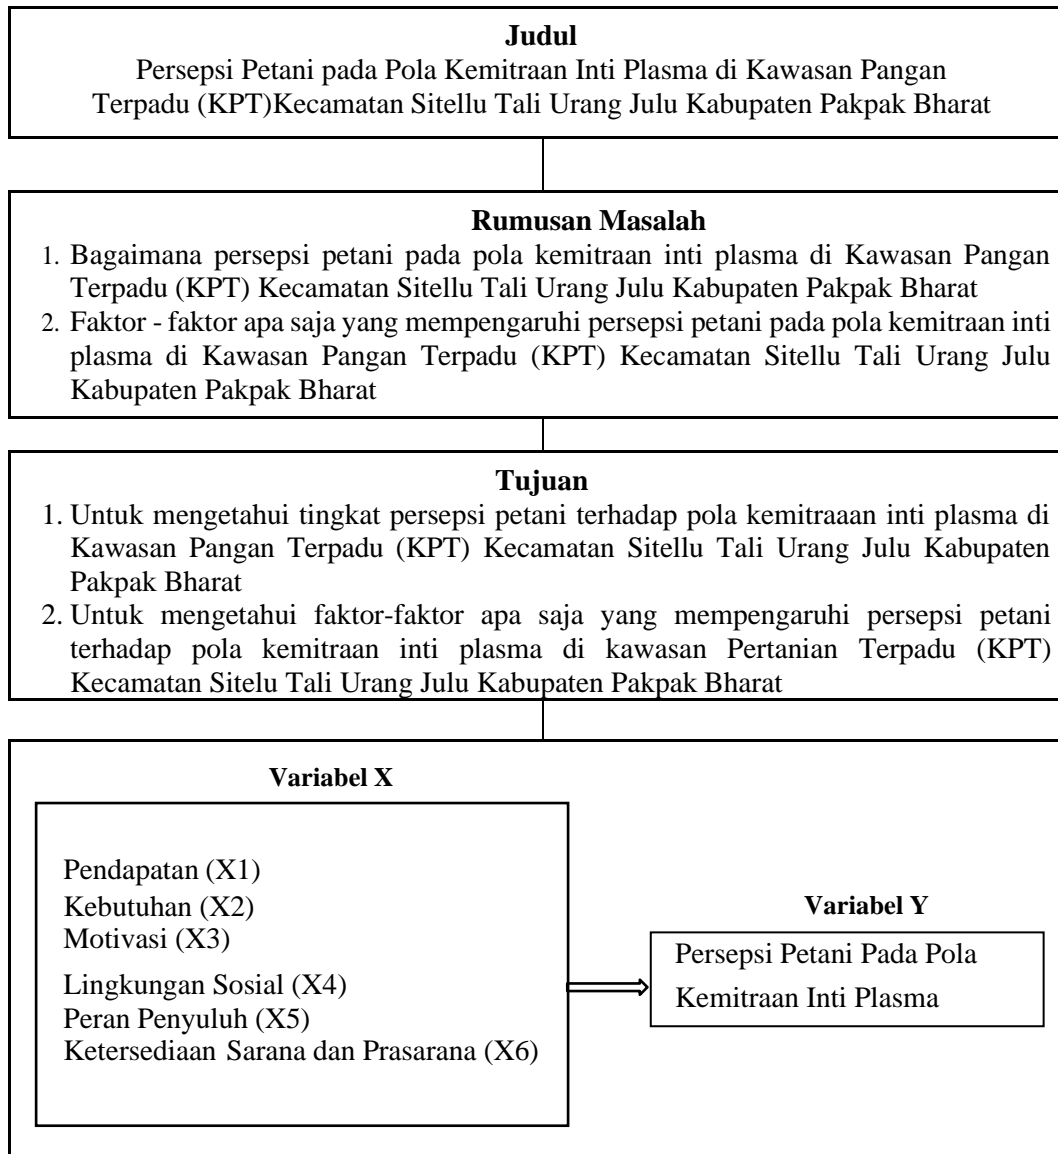 Judul
Persepsi Petani pada Pola Kemitraan Inti Plasma di Kawasan Pangan
Terpadu (KPT)Kecamatan Sitellu Tali Urang Julu Kabupaten Pakpak Bharat
Rumusan Masalah
1. Bagaimana persepsi petani pada pola kemitraan inti plasma di Kawasan Pangan
Terpadu (KPT) Kecamatan Sitellu Tali Urang Julu Kabupaten Pakpak Bharat
2. Faktor - faktor apa saja yang mempengaruhi persepsi petani pada pola kemitraan inti
plasma di Kawasan Pangan Terpadu (KPT) Kecamatan Sitellu Tali Urang Julu
Kabupaten Pakpak Bharat
Tujuan
1. Untuk mengetahui tingkat persepsi petani terhadap pola kemitraaan inti plasma di
Kawasan Pangan Terpadu (KPT) Kecamatan Sitellu Tali Urang Julu Kabupaten
Pakpak Bharat
2. Untuk mengetahui faktor-faktor apa saja yang mempengaruhi persepsi petani
terhadap pola kemitraan inti plasma di kawasan Pertanian Terpadu (KPT)
Kecamatan Sitelu Tali Urang Julu Kabupaten Pakpak Bharat
Variabel X
Pendapatan (X1)
Kebutuhan (X2)
Motivasi (X3)
Lingkungan Sosial (X4)
Peran Penyuluh (X5)
Ketersediaan Sarana dan Prasarana (X6)
Variabel Y
Persepsi Petani Pada Pola
Kemitraan Inti Plasma